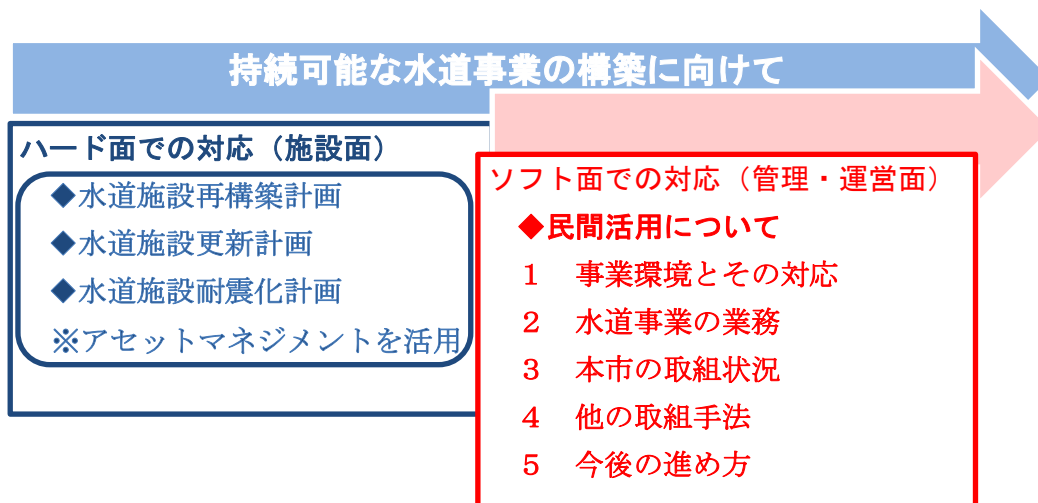 持続可能な水道事業の構築に向けて
ハード面での対応（施設面）
◆水道施設再構築計画
◆水道施設更新計画
◆水道施設耐震化計画
※アセットマネジメントを活用
ソフト面での対応（管理・運営面）
◆民間活用について
１　事業環境とその対応
２　水道事業の業務
３　本市の取組状況
４　他の取組手法
５　今後の進め方